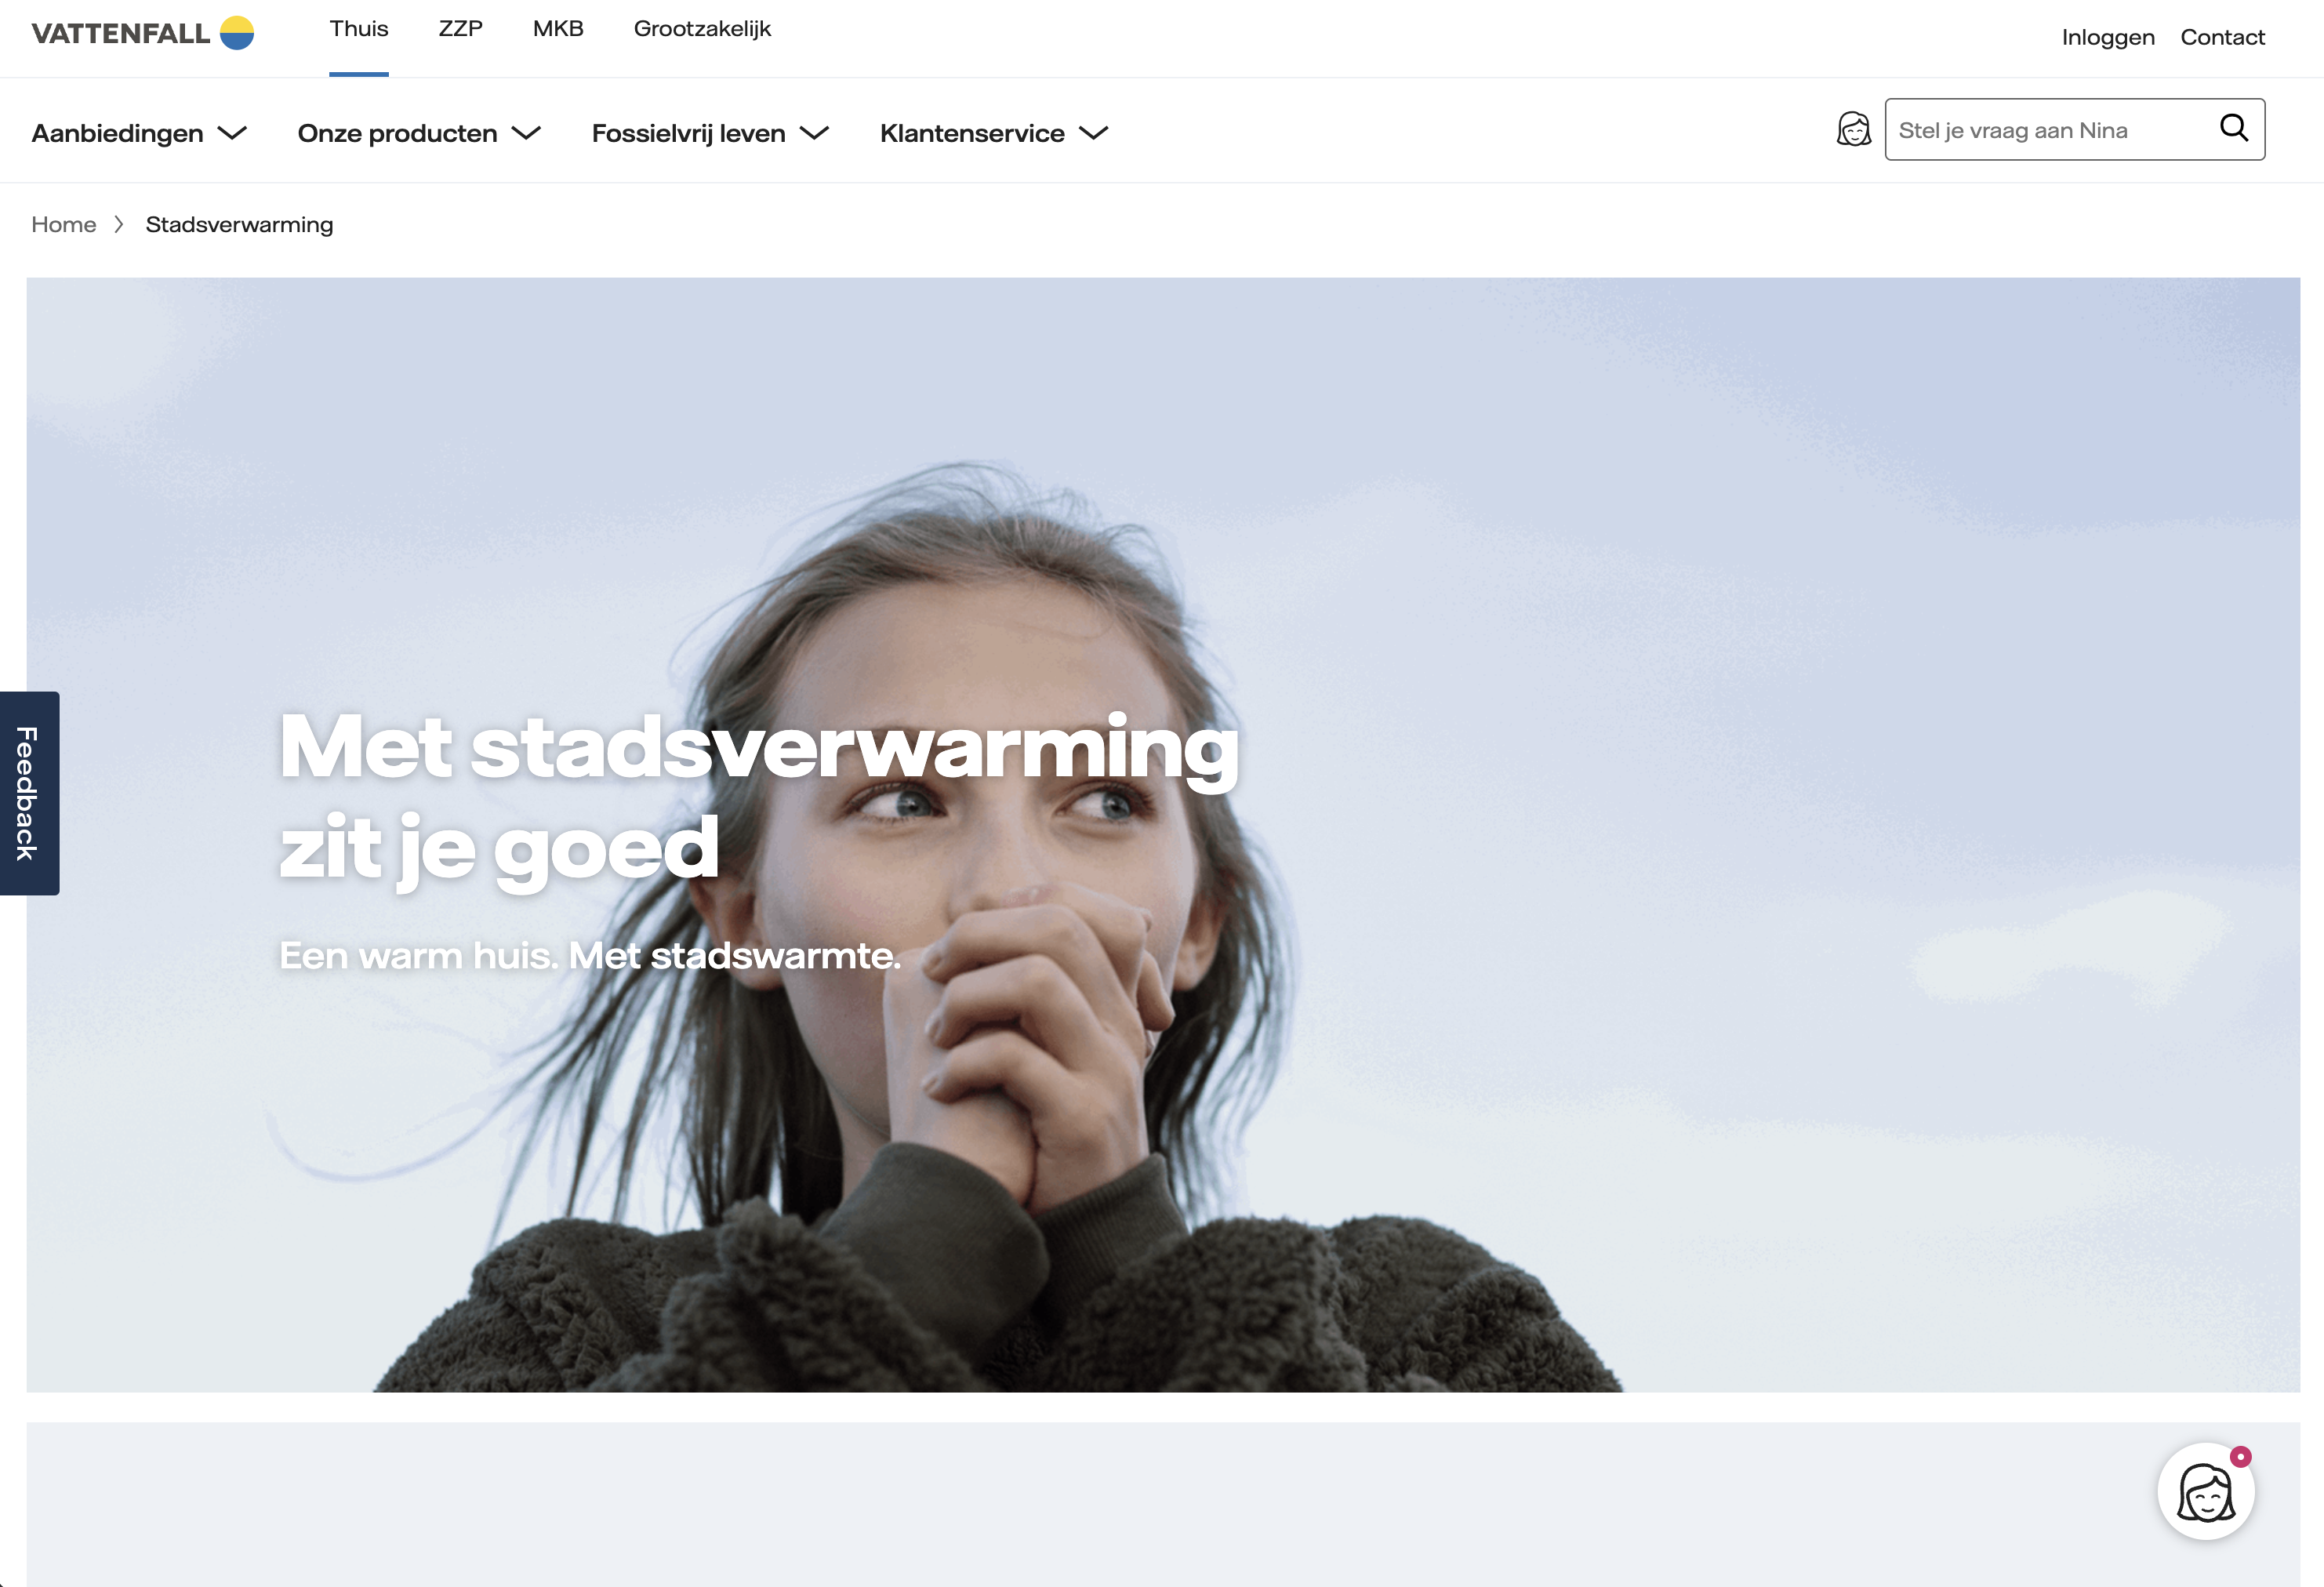 VATTENFALL
Thuis
ZZP
MKB
Grootzakelijk
Inloggen
Contact
Aanbiedingen
Onze producten
Fossielvrij leven
Klantenservice
Stel je vraag aan Nina
Home
Stadsverwarming
Met stadsverwarming
zit je goed
Een warm huis. Met stadswarmte.
Feedback